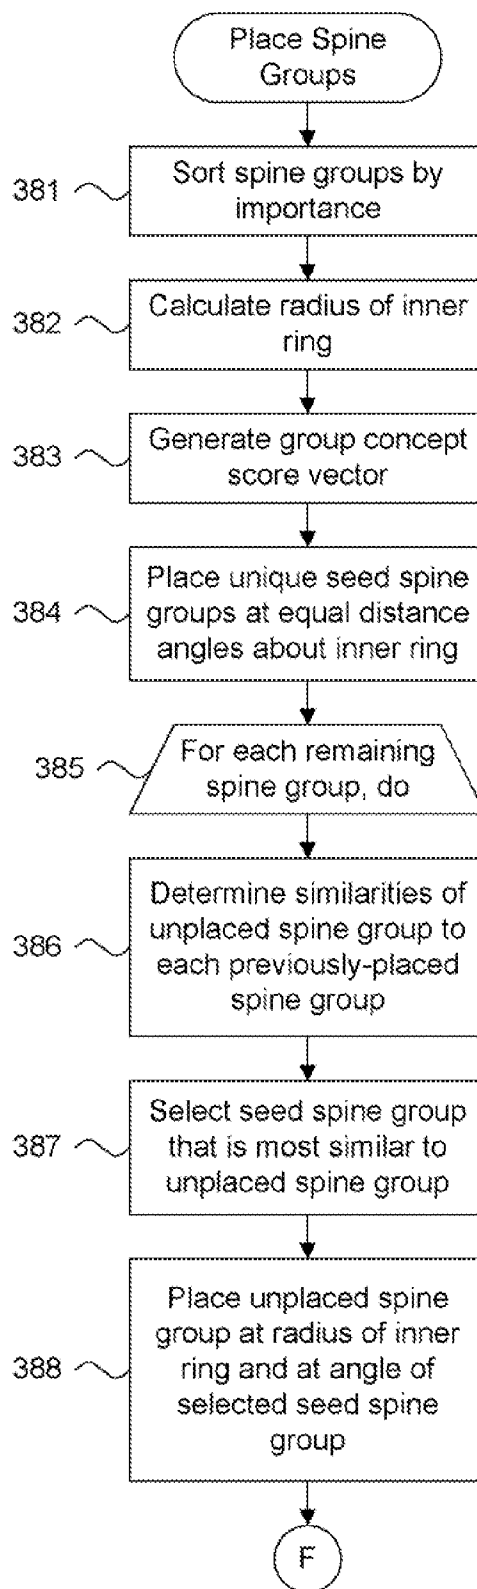 Place Spine
Groups
381
Sort spine groups by
importance
382
Calculate radius of inner
ring
383
Generate group concept
score vector
384
Place unique seed spine
groups at equal distance
angles about inner ring
385
For each remaining
spine group, do
386
Determine similarities of
unplaced spine group to
each previously-placed
spine group
387
Select seed spine group
that is most similar to
unplaced spine group
388
Place unplaced spine
group at radius of inner
ring and at angle of
selected seed spine
group
F